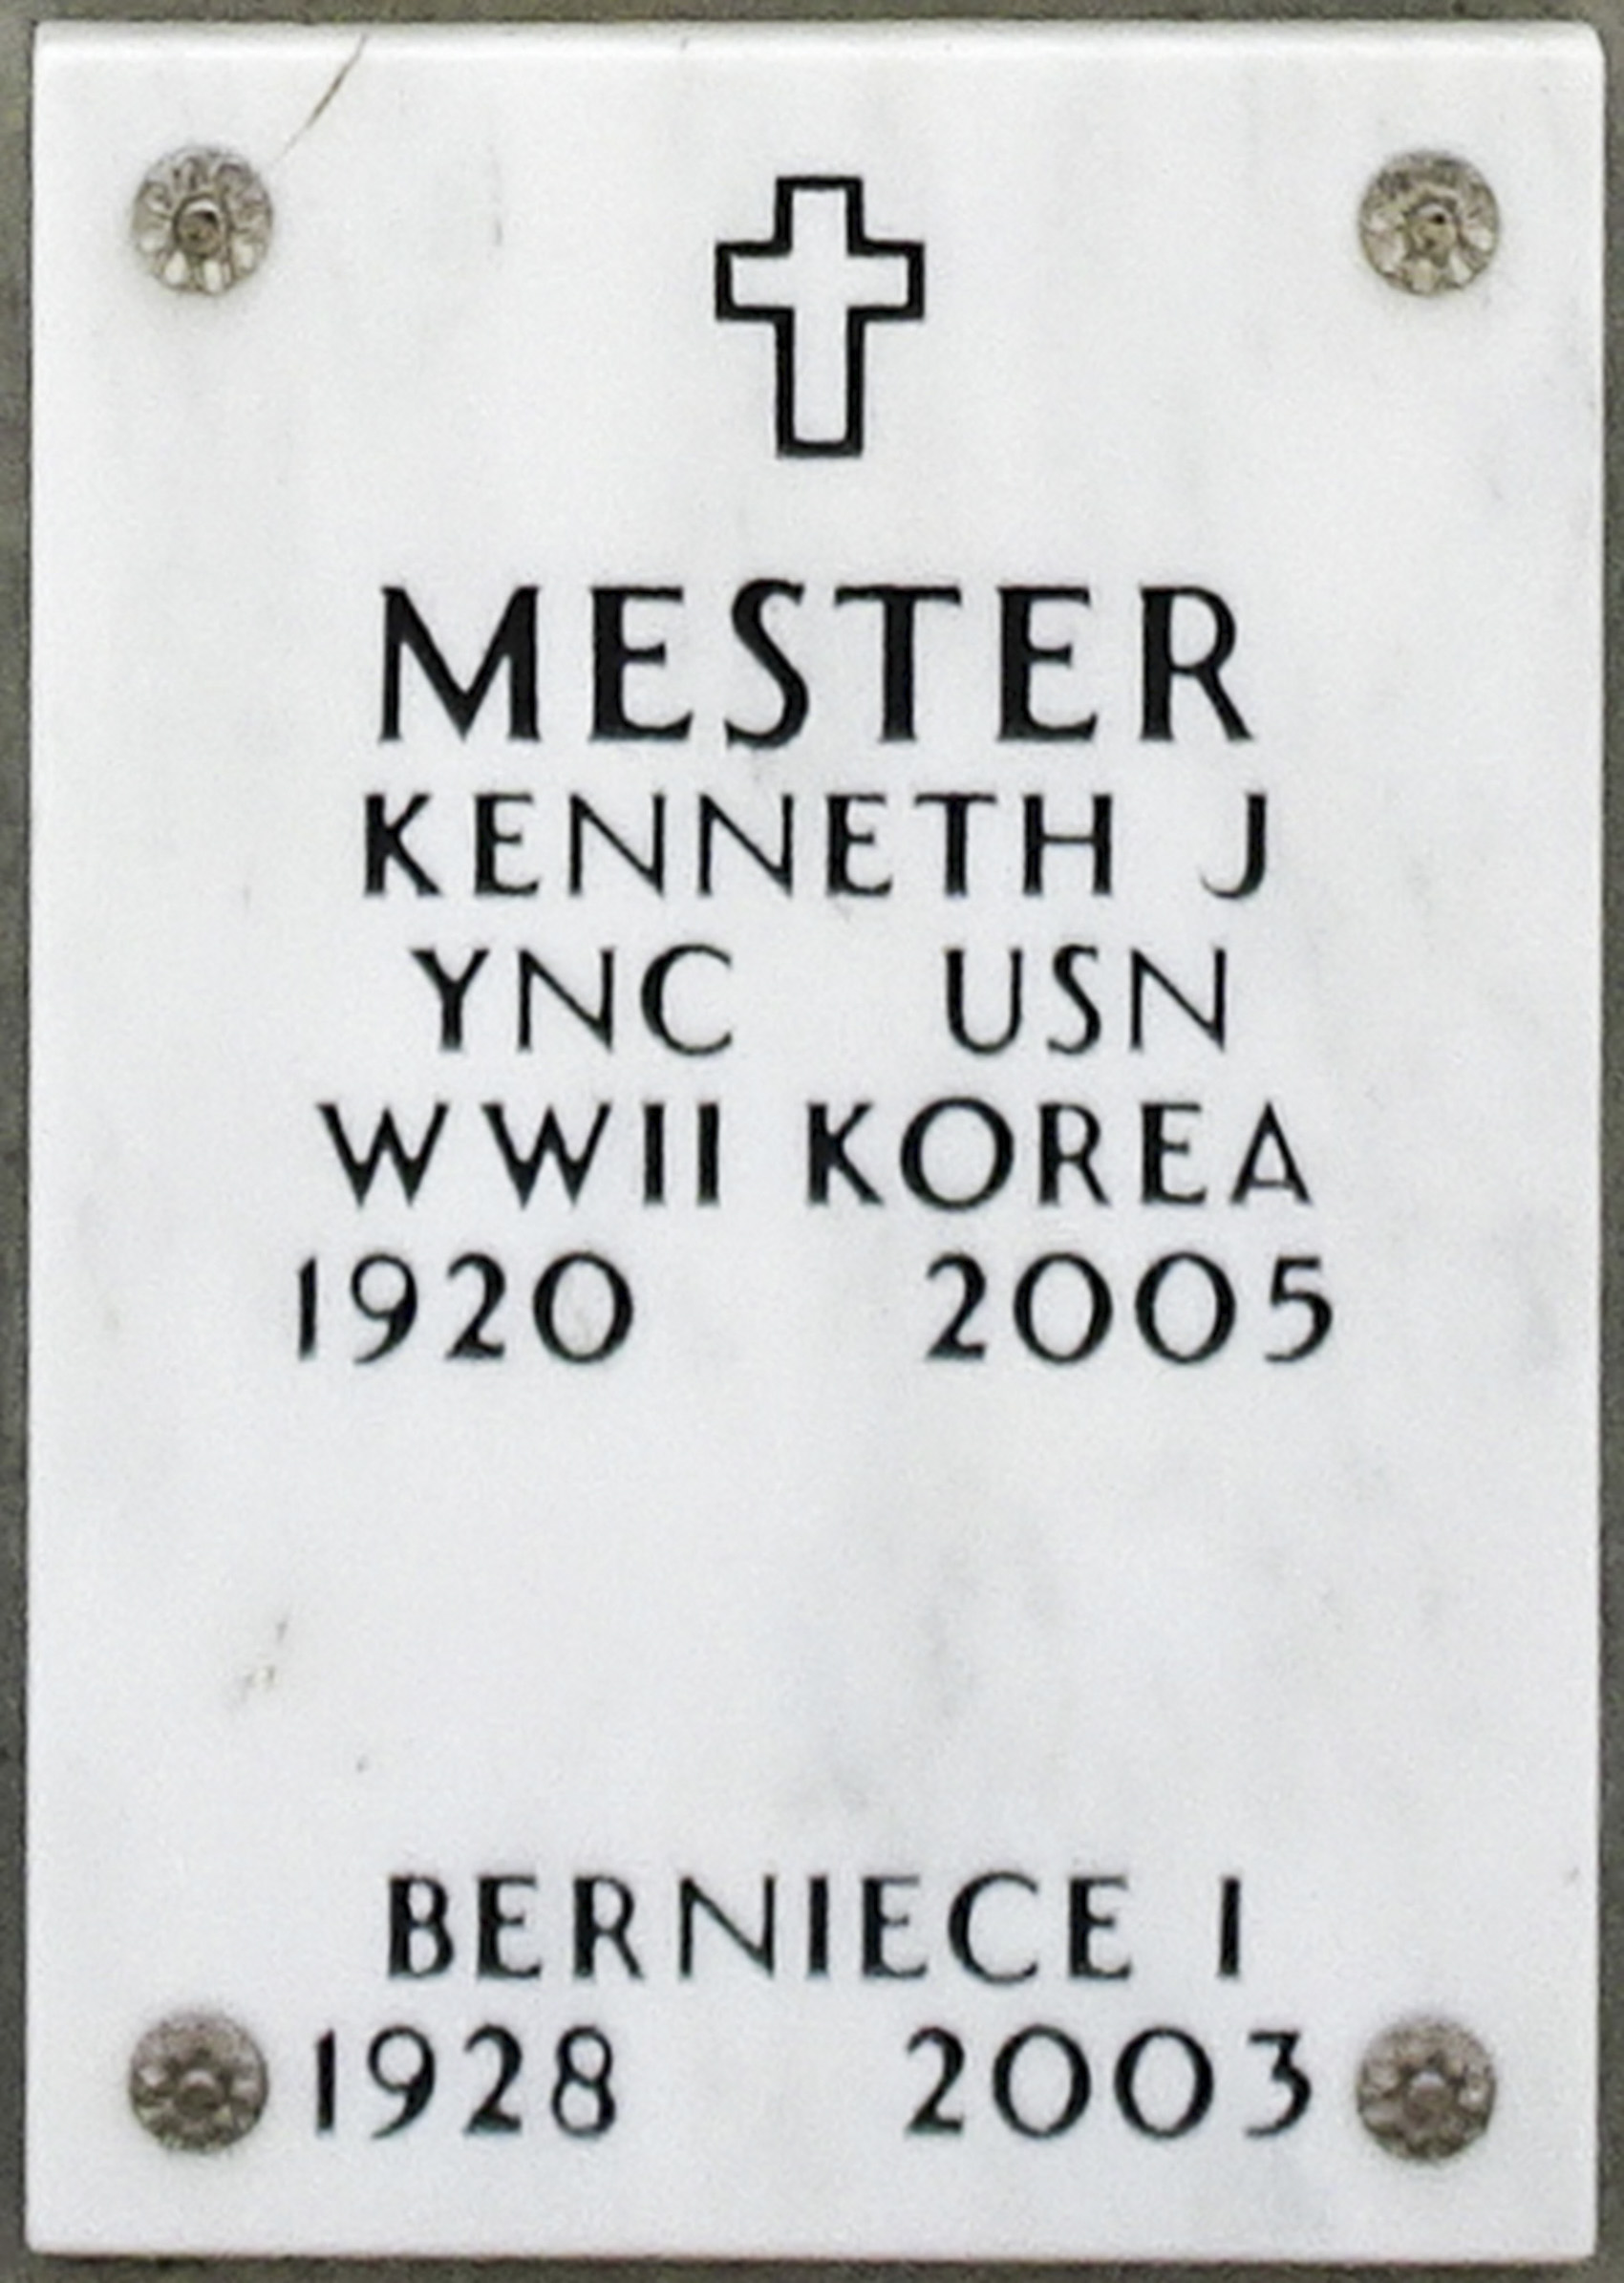 MESTER
KENNETH J
YNC USN
WWII KOREA
1920 2005
BERNIECE I
1928 2003